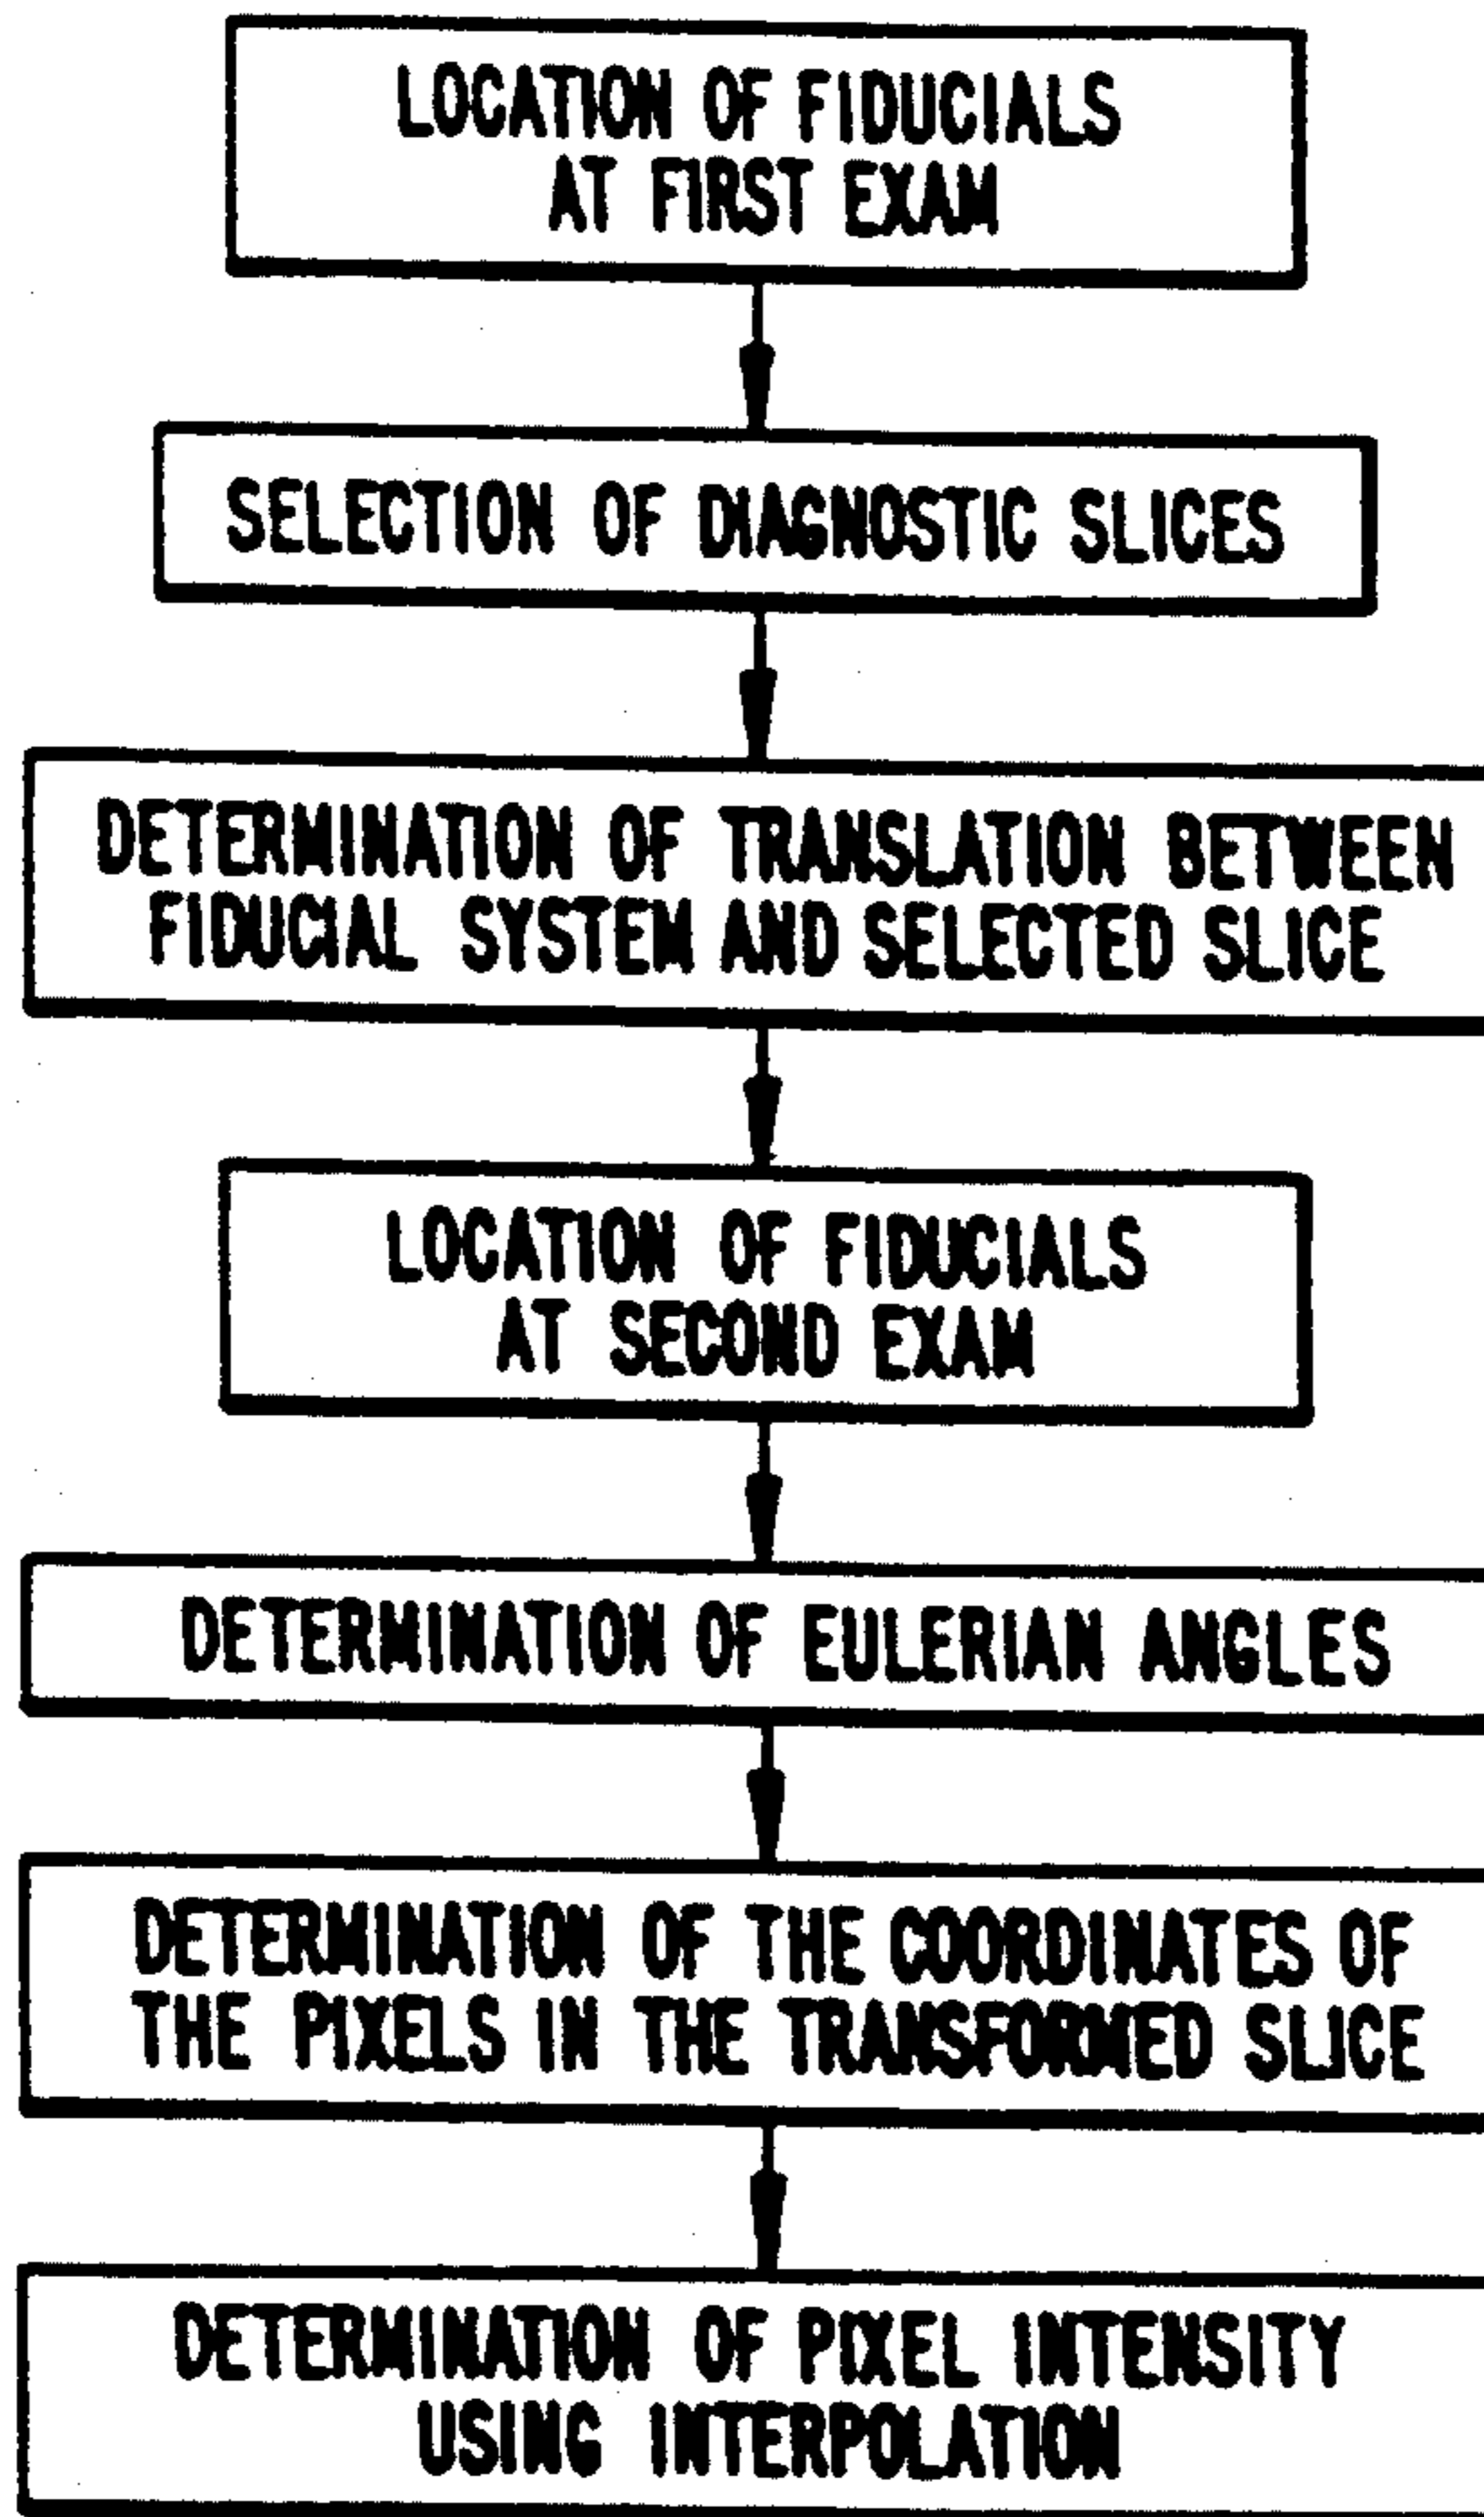 LOCATION OF FIDUCIALS
AT FIRST EXAM
SELECTION OF DIAGNOSTIC SLICES
DETERMINATION OF TRANSLATION BETWEEN
FIDUCIAL SYSTEM AND SELECTED SLICE
LOCATION OF FIDUCIALS
AT SECOND EXAM
DETERMINATION OF EULERIAN ANGLES
DETERMINATION OF THE COORDINATES OF
THE PIXELS IN THE TRANSFORMED SLICE
DETERMINATION OF PIXEL INTENSITY
USING INTERPOLATION